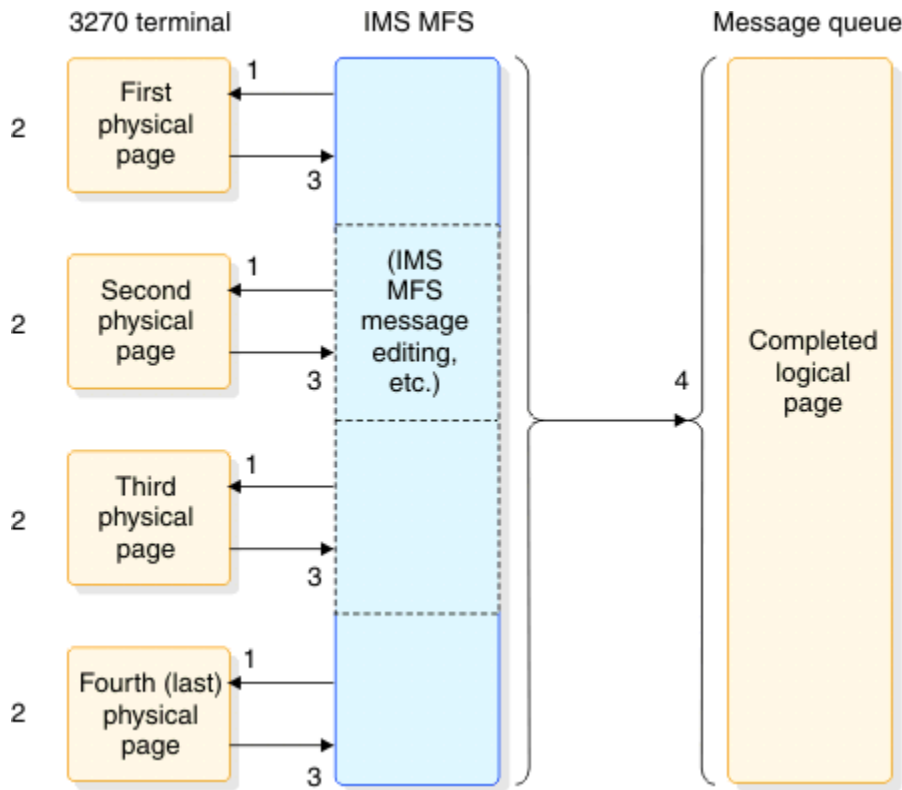 3270 terminal IMS MFS Message queue
1
First
physical
page
2
3
1
Second
physical
page
2
3
(IMS
MFS
message
editing,
etc.)
1
Third
physical
page
2
3
1
Fourth (last)
physical
page
2
3
4
Completed
logical
page